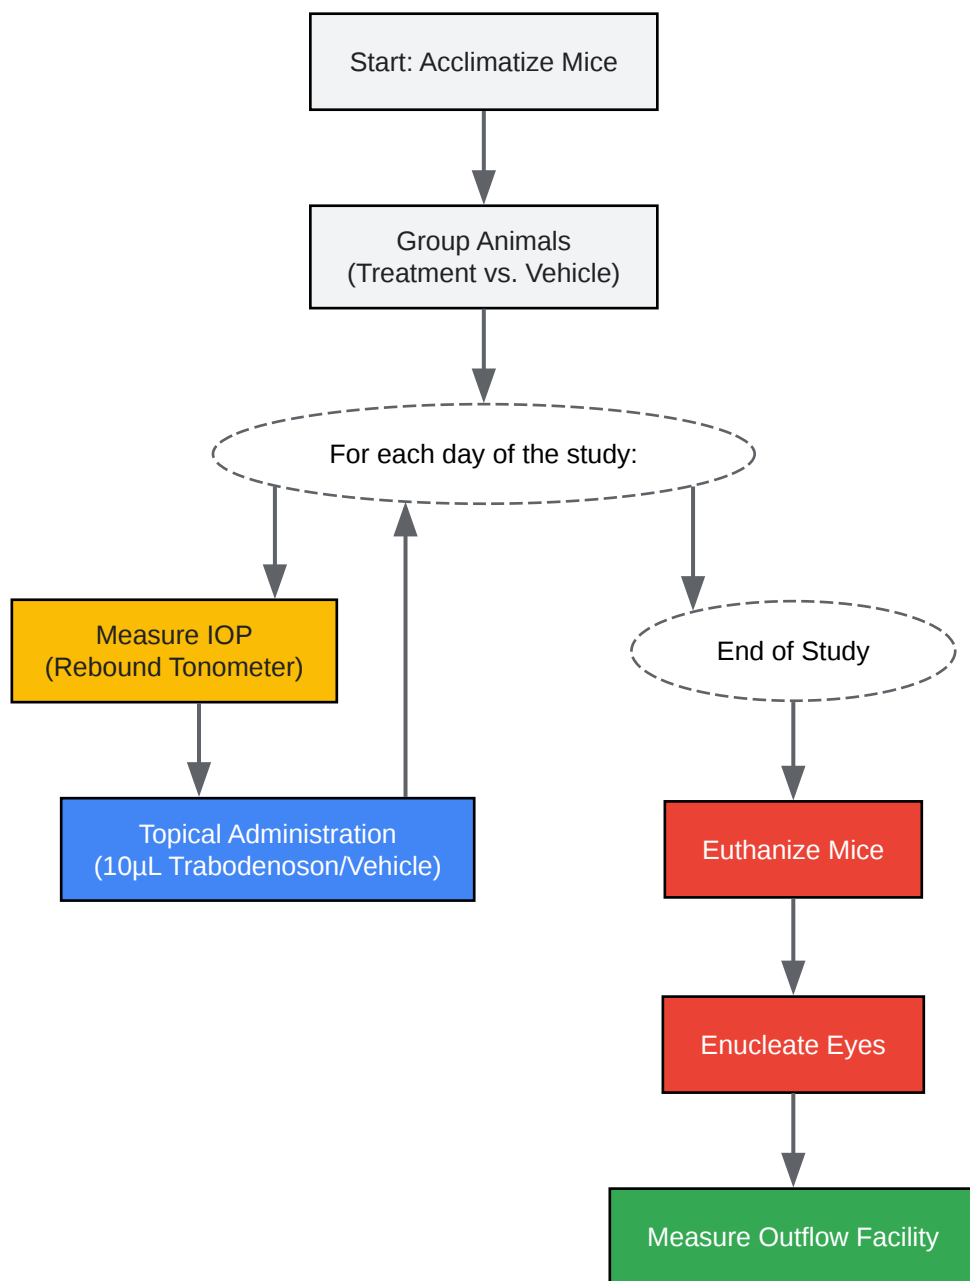 Start: Acclimatize Mice
Group Animals
(Treatment vs. Vehicle)
For each day of the study:
Measure IOP
(Rebound Tonometer)
End of Study
Topical Administration
(10µL Trabodenoson/Vehicle)
Euthanize Mice
Enucleate Eyes
Measure Outflow Facility